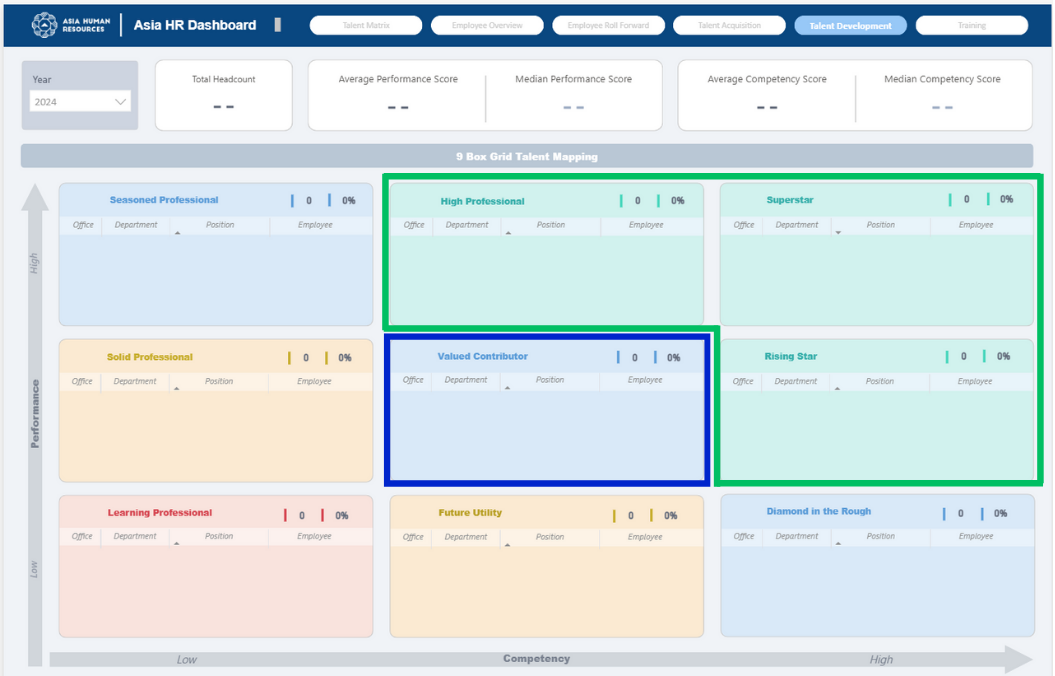 ASIA HUMAN
RESOURCES
Asia HR Dashboard
Talent Matrix
Employee Overview
Employee Roll Forward
Talent Acquisition
Talent Development
Training
Year
2024
Total Headcount
--
Average Performance Score
--
Median Performance Score
--
Average Competency Score
--
Median Competency Score
--
9 Box Grid Talent Mapping
Seasoned Professional 0 0%
Office Department Position Employee
High Professional 0 0%
Office Department Position Employee
Superstar 0 0%
Office Department Position Employee
High
Solid Professional 0 0%
Office Department Position Employee
Valued Contributor 0 0%
Office Department Position Employee
Rising Star 0 0%
Office Department Position Employee
Performance
Learning Professional 0 0%
Office Department Position Employee
Future Utility 0 0%
Office Department Position Employee
Diamond in the Rough 0 0%
Office Department Position Employee
Low
Low
Competency
High